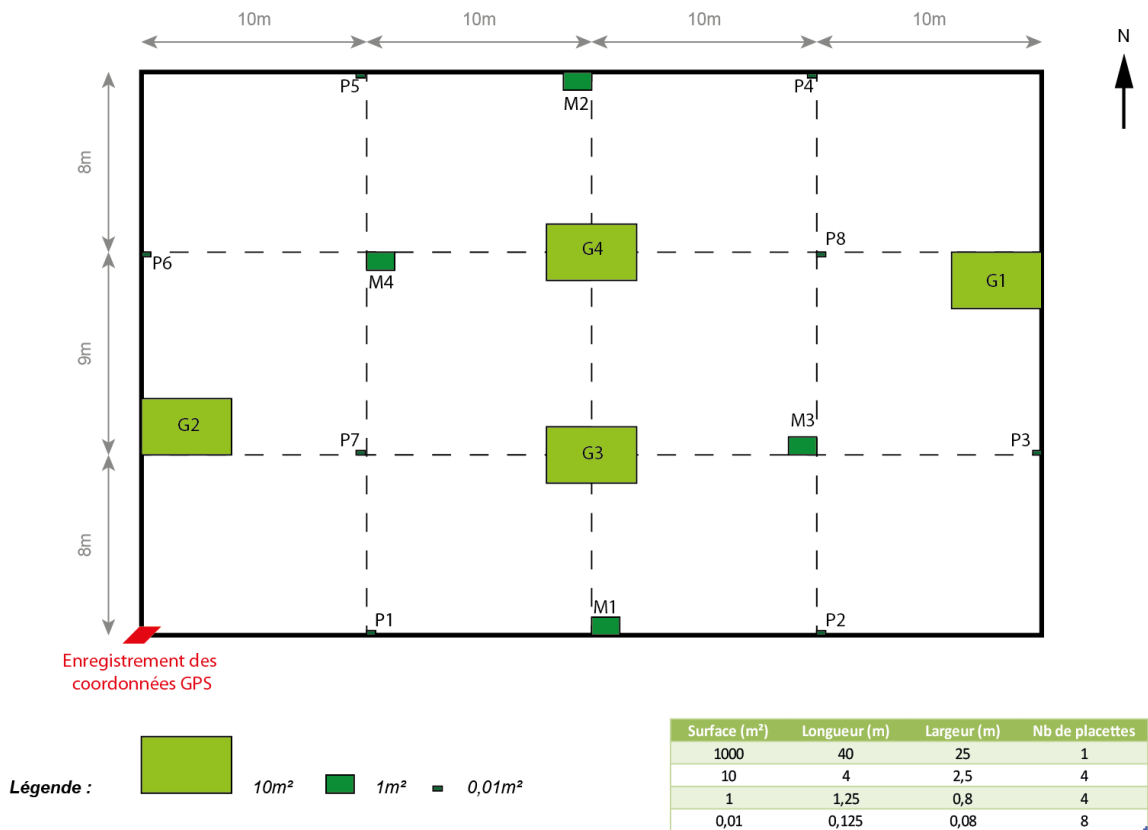 10m 10m 10m 10m
N
P5 M2 P4
8m
G4 P8
P6 M4 G1
9m
M3
G2 P7 G3 P3
8m
P1 M1 P2
Enregistrement des
coordonnées GPS
Légende : 10m² 1m² 0,01m²
Surface (m²) Longueur (m) Largeur (m) Nb de placettes
1000 40 25 1
10 4 2,5 4
1 1,25 0,8 4
0,01 0,125 0,08 8